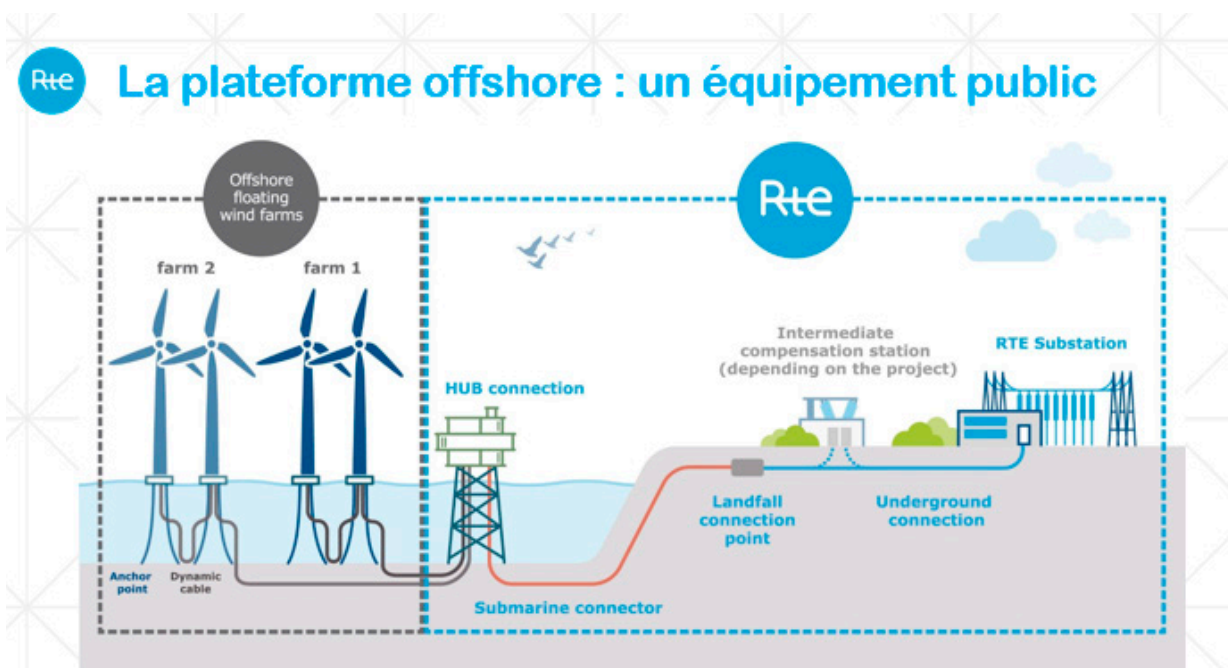 Rte
La plateforme offshore : un équipement public
Offshore
floating
wind farms
Rte
farm 2
farm 1
HUB connection
Intermediate
compensation station
(depending on the project)
RTE Substation
Landfall
connection
point
Underground
connection
Anchor
point
Dynamic
cable
Submarine connector